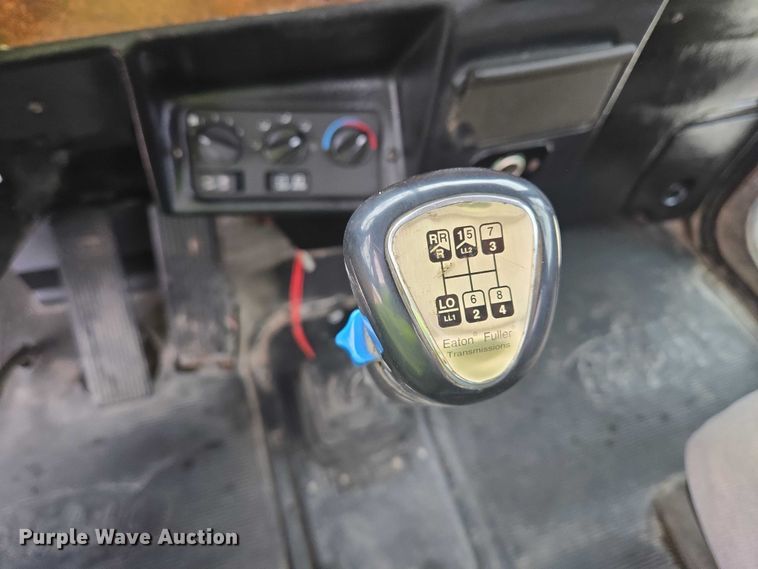 RR 1 5 7
R LL2 3
LO 6 8
LL1 2 4
Eaton® Fuller
Transmissions
Purple Wave Auction